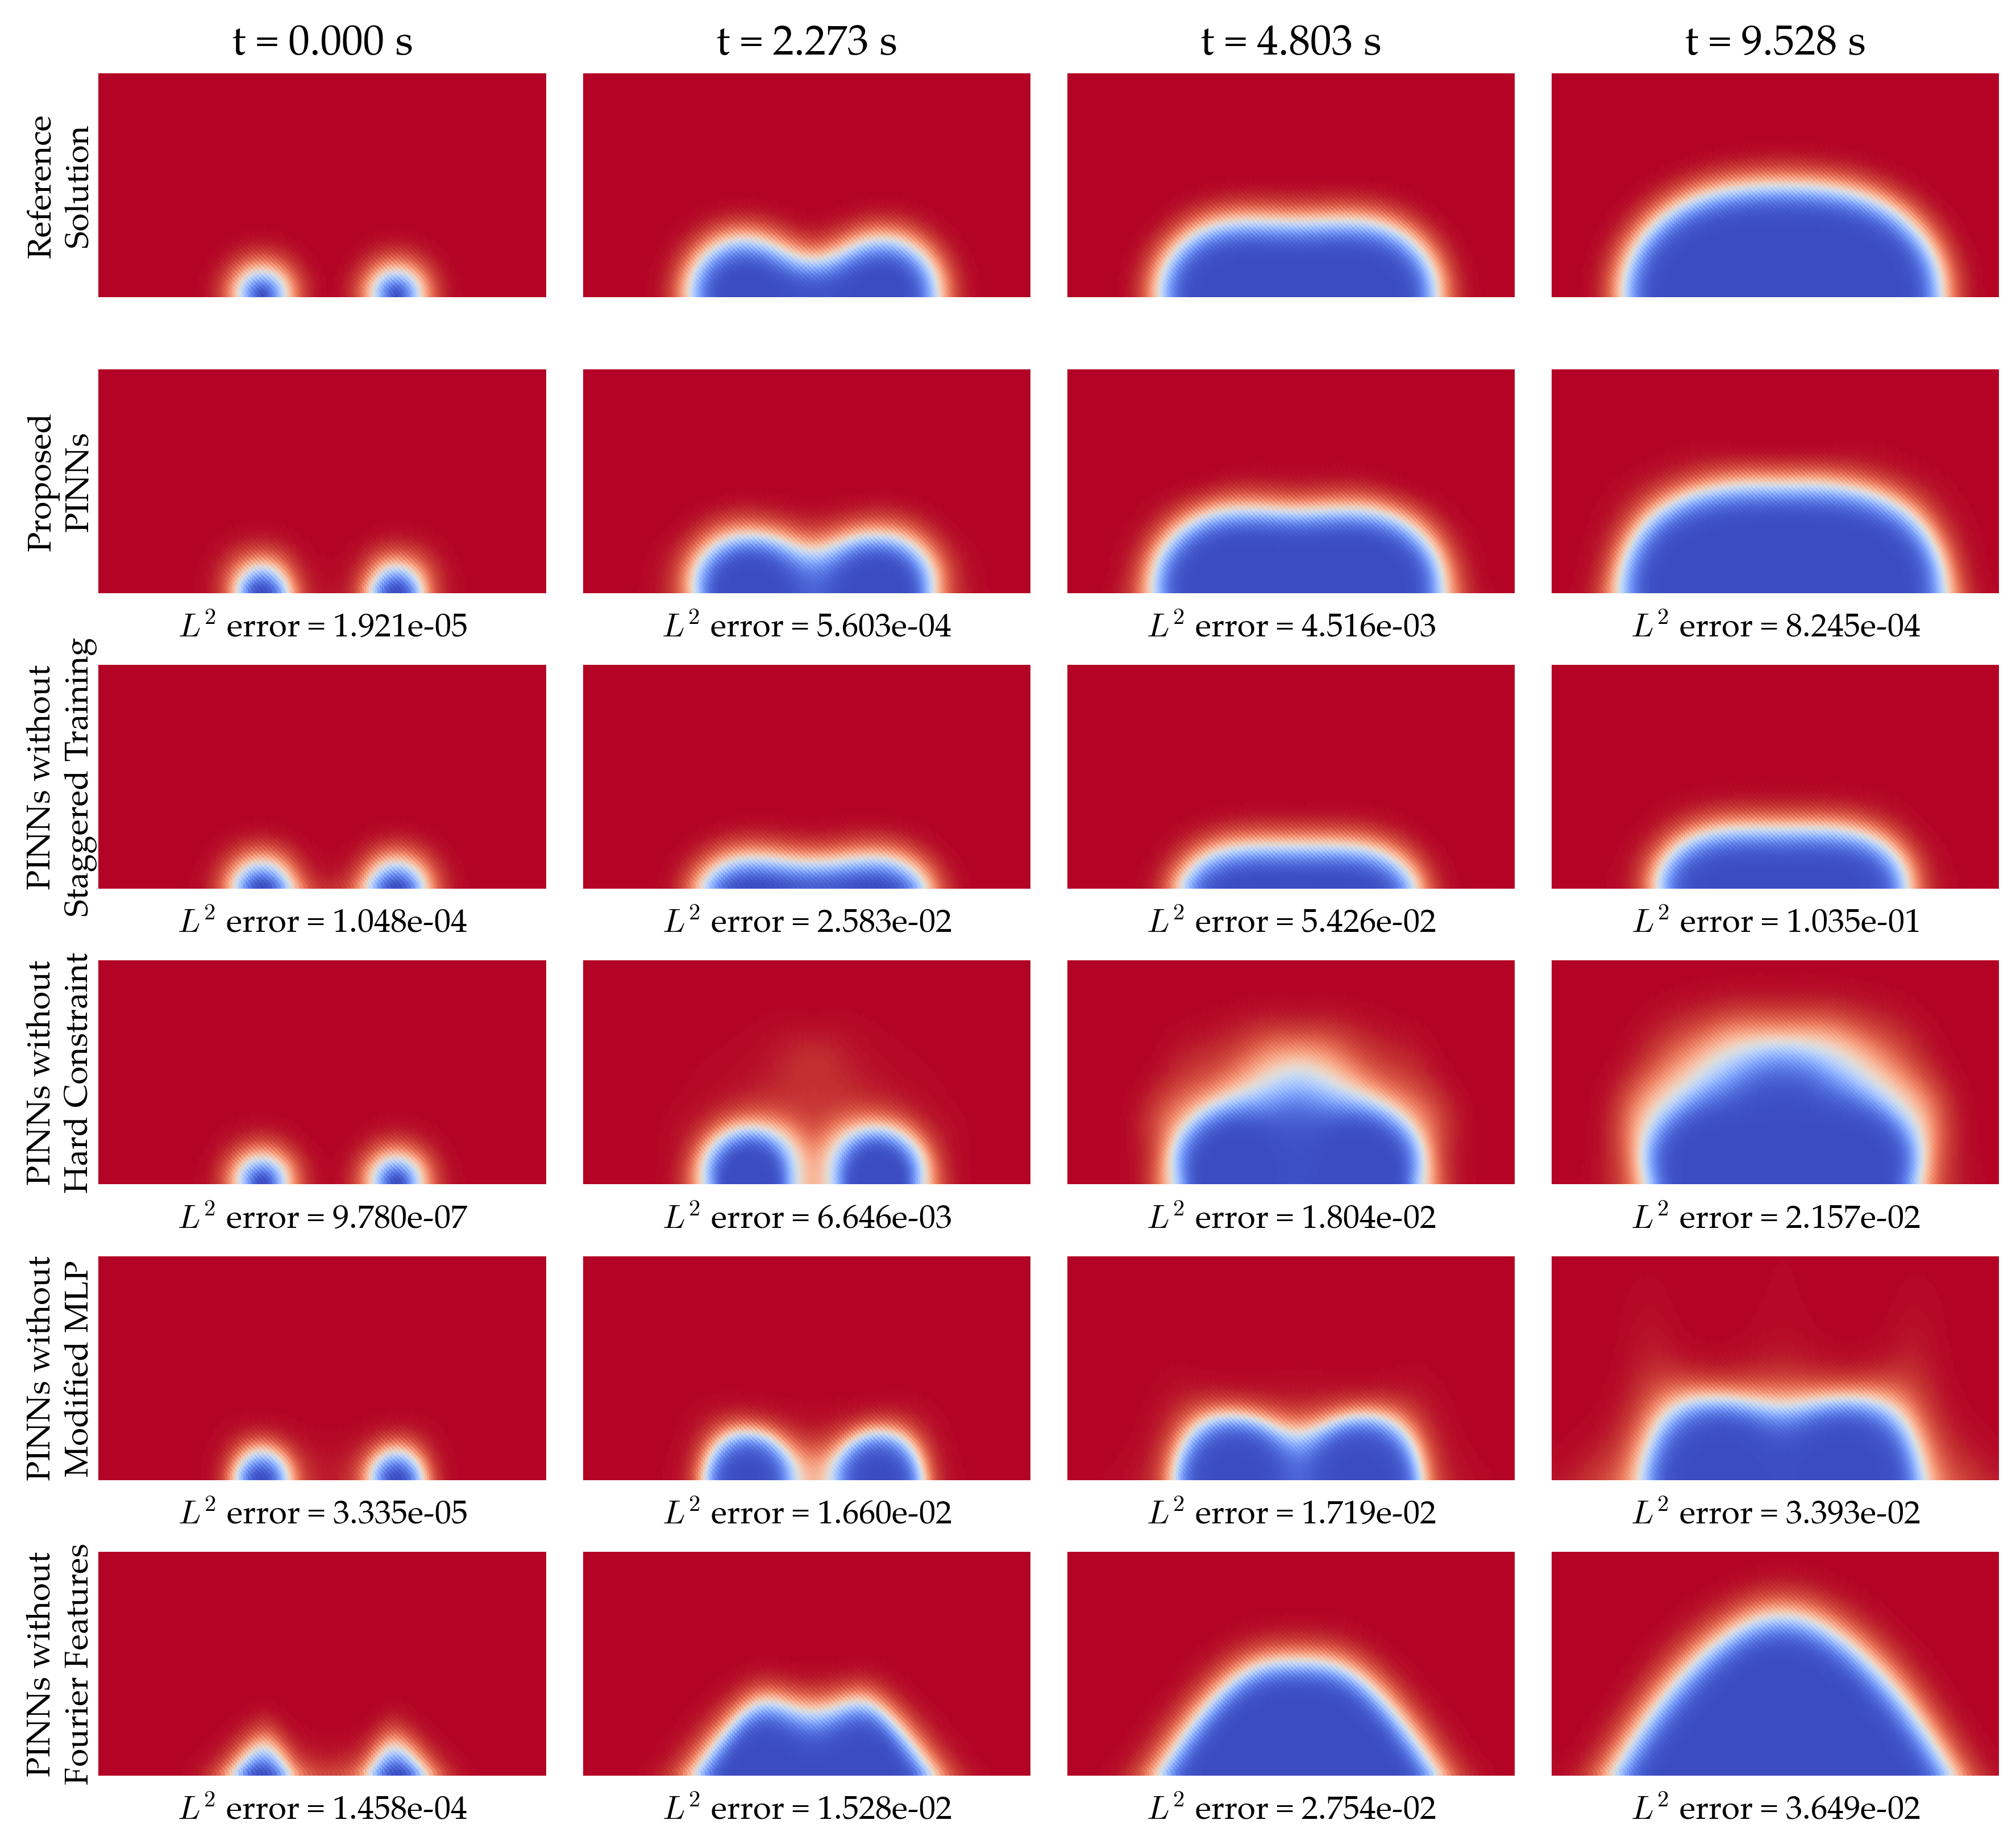 t = 0.000 s
t = 2.273 s
t = 4.803 s
t = 9.528 s
Reference
Solution
Proposed
PINNs
L² error = 1.921e-05
L² error = 5.603e-04
L² error = 4.516e-03
L² error = 8.245e-04
PINNs without
Staggered Training
L² error = 1.048e-04
L² error = 2.583e-02
L² error = 5.426e-02
L² error = 1.035e-01
PINNs without
Hard Constraint
L² error = 9.780e-07
L² error = 6.646e-03
L² error = 1.804e-02
L² error = 2.157e-02
PINNs without
Modified MLP
L² error = 3.335e-05
L² error = 1.660e-02
L² error = 1.719e-02
L² error = 3.393e-02
PINNs without
Fourier Features
L² error = 1.458e-04
L² error = 1.528e-02
L² error = 2.754e-02
L² error = 3.649e-02